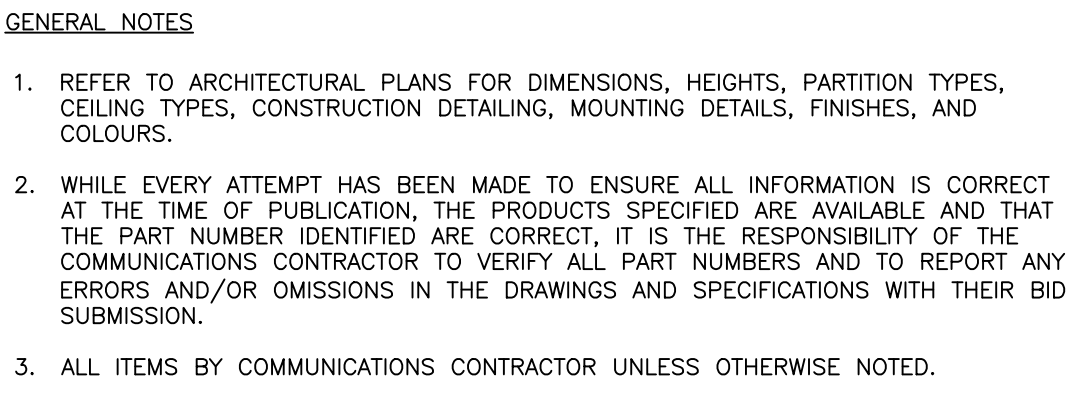 GENERAL NOTES
1. REFER TO ARCHITECTURAL PLANS FOR DIMENSIONS, HEIGHTS, PARTITION TYPES,
CEILING TYPES, CONSTRUCTION DETAILING, MOUNTING DETAILS, FINISHES, AND
COLOURS.
2. WHILE EVERY ATTEMPT HAS BEEN MADE TO ENSURE ALL INFORMATION IS CORRECT
AT THE TIME OF PUBLICATION, THE PRODUCTS SPECIFIED ARE AVAILABLE AND THAT
THE PART NUMBER IDENTIFIED ARE CORRECT, IT IS THE RESPONSIBILITY OF THE
COMMUNICATIONS CONTRACTOR TO VERIFY ALL PART NUMBERS AND TO REPORT ANY
ERRORS AND/OR OMISSIONS IN THE DRAWINGS AND SPECIFICATIONS WITH THEIR BID
SUBMISSION.
3. ALL ITEMS BY COMMUNICATIONS CONTRACTOR UNLESS OTHERWISE NOTED.